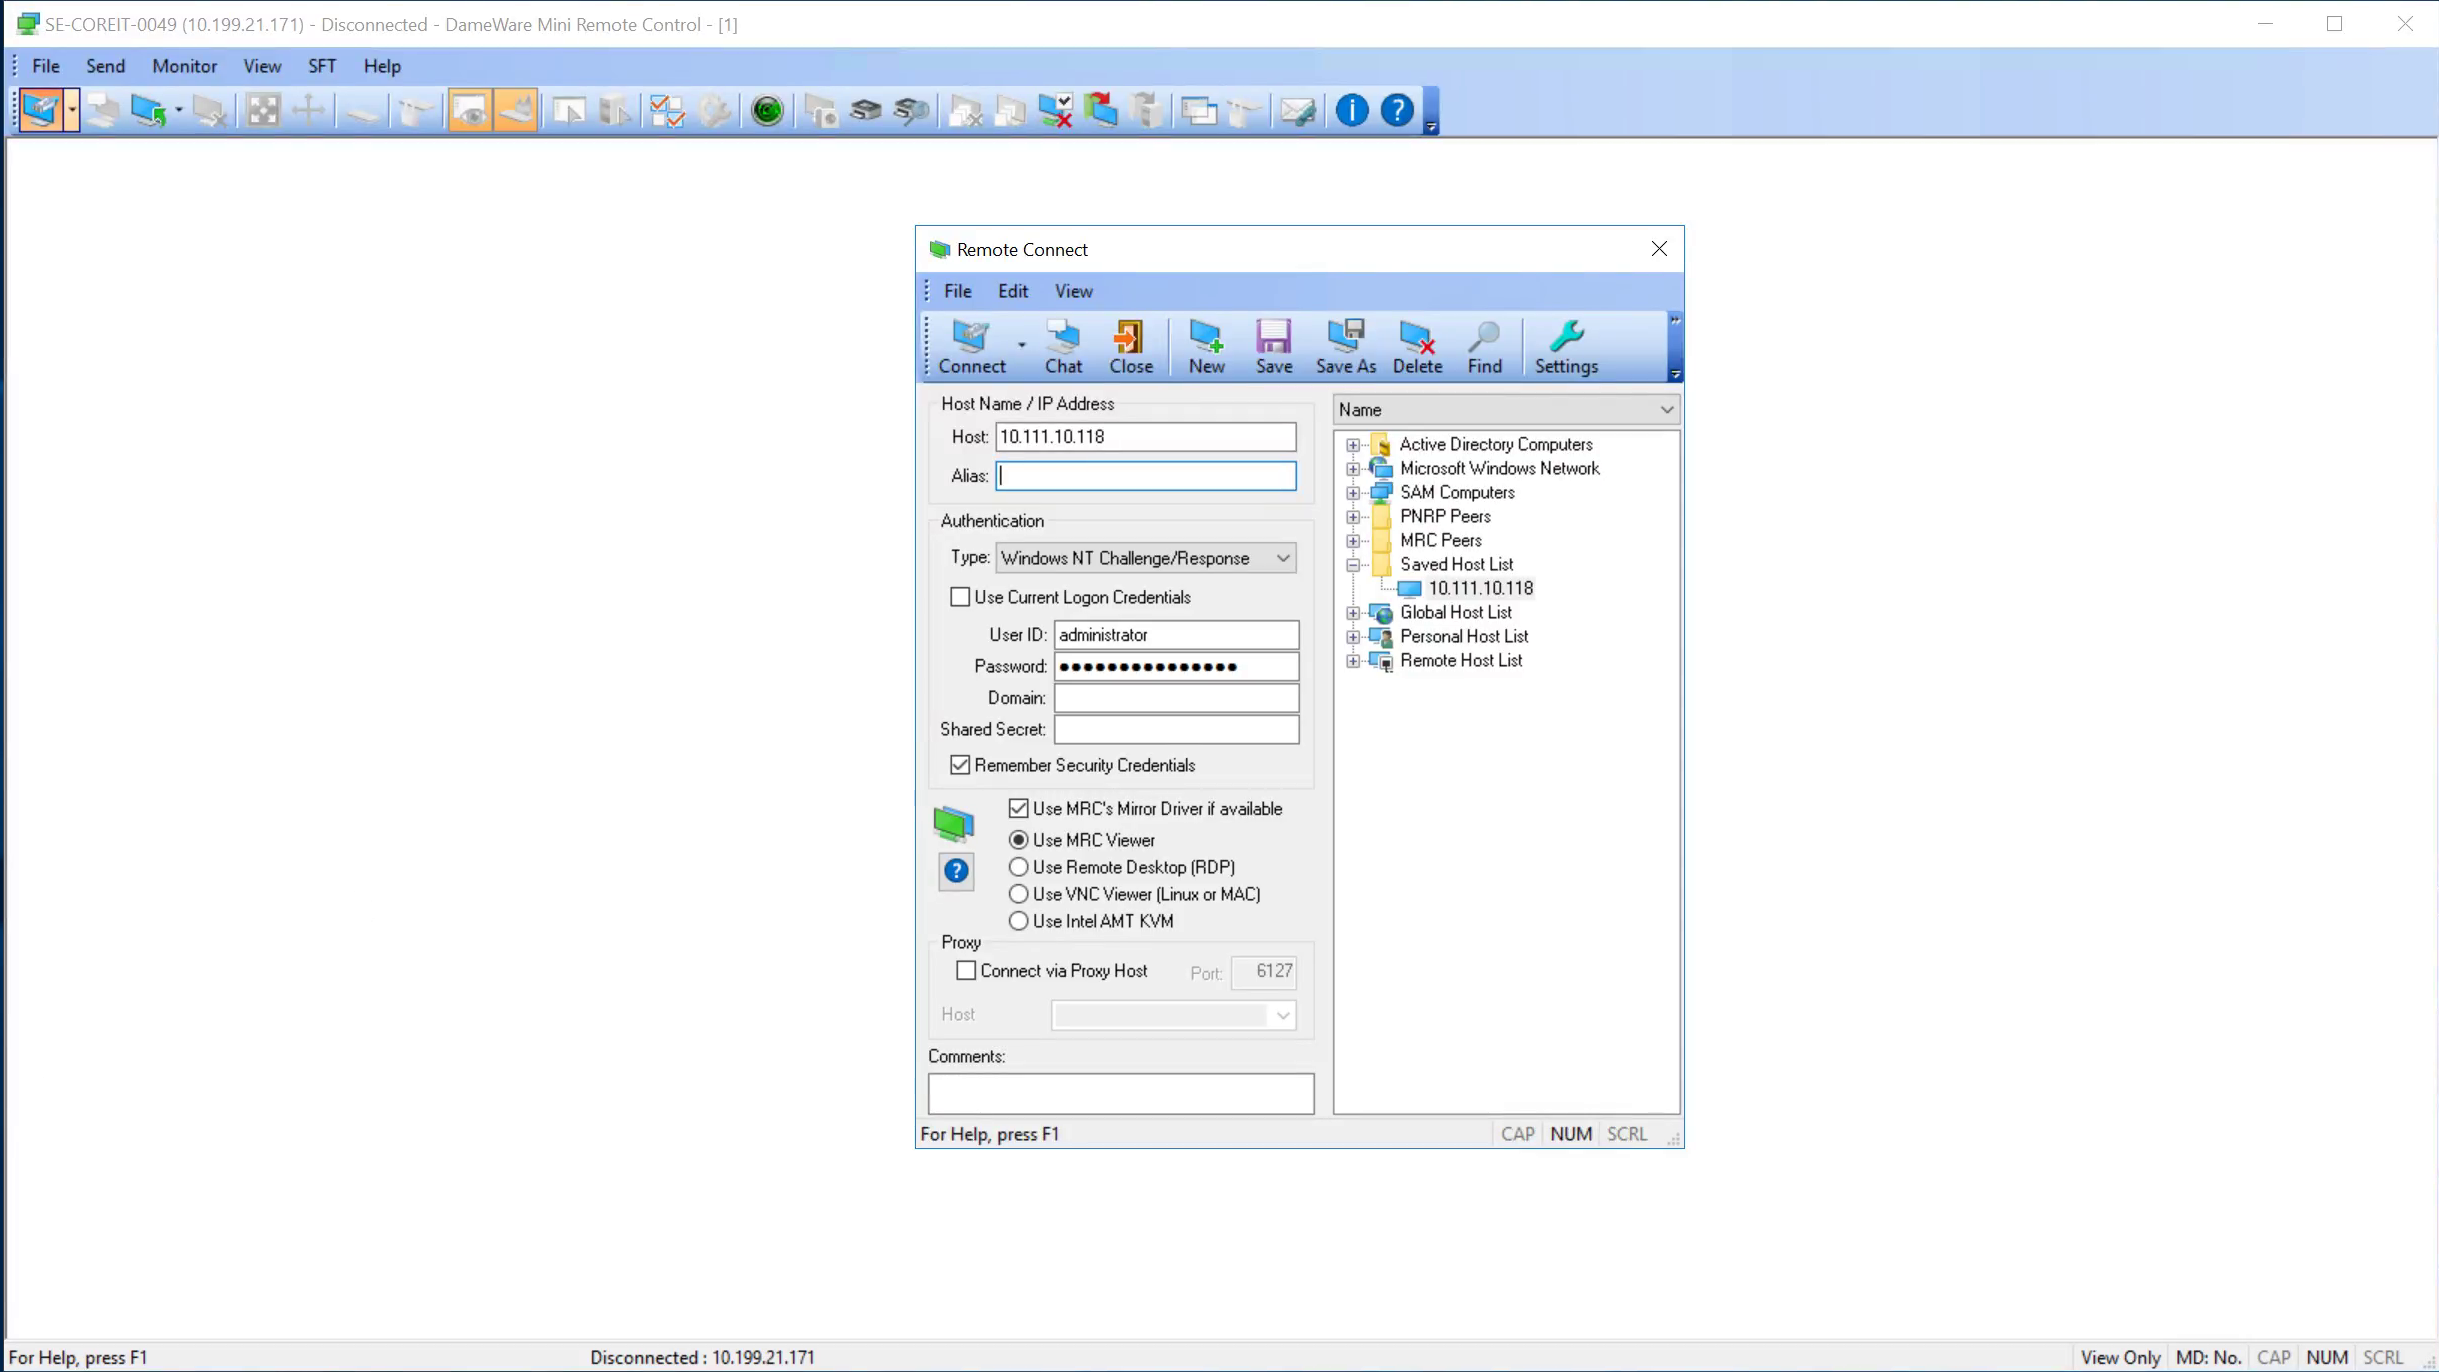 SE-COREIT-0049 (10.199.21.171) - Disconnected - DameWare Mini Remote Control - [1]
File Send Monitor View SFT Help
Remote Connect
File Edit View
Connect Chat Close New Save Save As Delete Find Settings
Host Name / IP Address
Host: 10.111.10.118
Alias:
Authentication
Type: Windows NT Challenge/Response
Use Current Logon Credentials
User ID: administrator
Password: ●●●●●●●●●●●●●●●
Domain:
Shared Secret:
Remember Security Credentials
Use MRC's Mirror Driver if available
Use MRC Viewer
Use Remote Desktop (RDP)
Use VNC Viewer (Linux or MAC)
Use Intel AMT KVM
Proxy
Connect via Proxy Host Port: 6127
Host
Comments:
Name
Active Directory Computers
Microsoft Windows Network
SAM Computers
PNRP Peers
MRC Peers
Saved Host List
10.111.10.118
Global Host List
Personal Host List
Remote Host List
For Help, press F1 CAP NUM SCRL
For Help, press F1 Disconnected : 10.199.21.171 View Only MD: No. CAP NUM SCRL